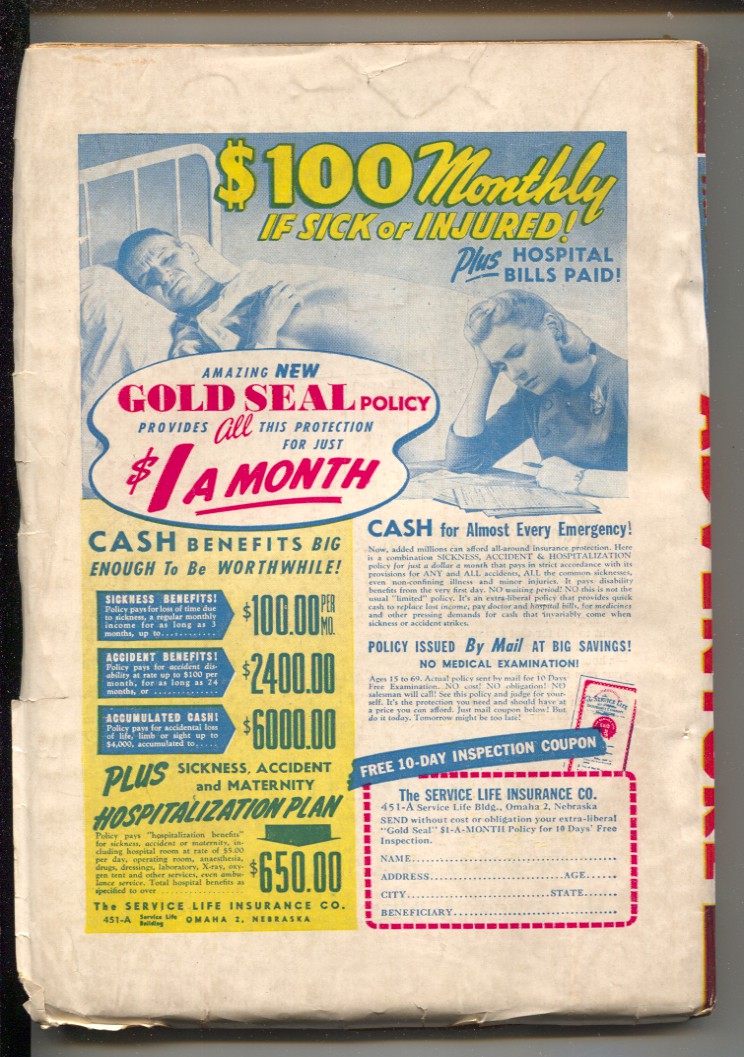 $100 Monthly
IF SICK or INJURED!
Plus HOSPITAL
BILLS PAID!
AMAZING NEW
GOLD SEAL POLICY
PROVIDES all THIS PROTECTION
FOR JUST
$1 A MONTH
CASH BENEFITS BIG
ENOUGH To Be WORTHWHILE!
SICKNESS BENEFITS!
Policy pays for loss of time due
to sickness, a regular monthly
income for as long as 3
months, up to............
$100.00 PER
MO.
ACCIDENT BENEFITS!
Policy pays for accident dis-
ability at rate up to $100 per
month, for as long as 24
months, or ...............
$2400.00
ACCUMULATED CASH!
Policy pays for accidental loss
of life, limb or sight up to
$4,000, accumulated to.....
$6000.00
PLUS SICKNESS, ACCIDENT
and MATERNITY
HOSPITALIZATION PLAN
Policy pays "hospitalization benefits"
for sickness, accident or maternity, in-
cluding hospital room at rate of $5.00
per day, operating room, anaesthesia,
drugs, dressings, laboratory, X-ray, oxy-
gen tent and other services, even ambu-
lance service. Total hospital benefits as
specified to over....................
$650.00
The SERVICE LIFE INSURANCE CO.
451-A Service Life
Building OMAHA 2, NEBRASKA
CASH for Almost Every Emergency!
Now, added millions can afford all-around insurance protection. Here
is a combination SICKNESS, ACCIDENT & HOSPITALIZATION
policy for just a dollar a month that pays in strict accordance with its
provisions for ANY and ALL accidents, ALL the common sicknesses,
even non-confining illness and minor injuries. It pays disability
benefits from the very first day. NO waiting period! NO this is not the
usual "limited" policy. It's an extra-liberal policy that provides quick
cash to replace lost income, pay doctor and hospital bills, for medicines
and other pressing demands for cash that invariably come when
sickness or accident strikes.
POLICY ISSUED By Mail AT BIG SAVINGS!
NO MEDICAL EXAMINATION!
Ages 15 to 69. Actual policy sent by mail for 10 Days
Free Examination. NO cost! NO obligation! NO
salesman will call! See this policy and judge for your-
self. It's the protection you need and should have at
a price you can afford. Just mail coupon below! But
do it today. Tomorrow might be too late!
Service Life
FREE 10-DAY INSPECTION COUPON
The SERVICE LIFE INSURANCE CO.
451-A Service Life Bldg., Omaha 2, Nebraska
SEND without cost or obligation your extra-liberal
"Gold Seal" $1-A-MONTH Policy for 10 Days' Free
Inspection.
NAME..........................................
ADDRESS............................AGE......
CITY..............................STATE......
BENEFICIARY..................................